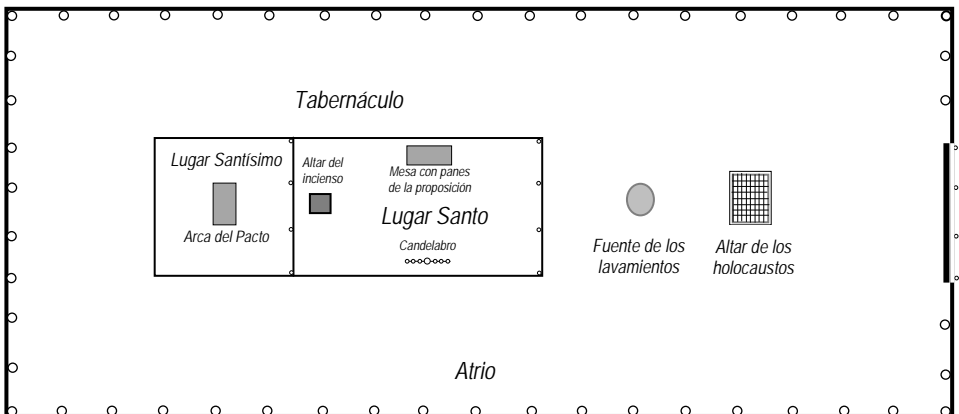 Tabernáculo
Lugar Santísimo
Arca del Pacto
Altar del
incienso
Mesa con panes
de la proposición
Lugar Santo
Candelabro
Fuente de los
lavamientos
Altar de los
holocaustos
Atrio